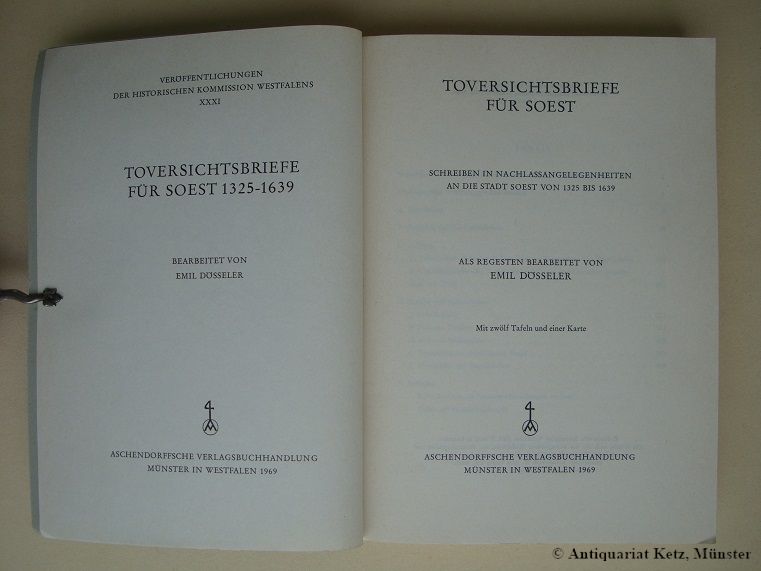 VERÖFFENTLICHUNGEN
DER HISTORISCHEN KOMMISSION WESTFALENS
XXXI
TOVERSICHTSBRIEFE
FÜR SOEST 1325-1639
BEARBEITET VON
EMIL DÖSSELER
ASCHENDORFFSCHE VERLAGSBUCHHANDLUNG
MÜNSTER IN WESTFALEN 1969
TOVERSICHTSBRIEFE
FÜR SOEST
SCHREIBEN IN NACHLASSANGELEGENHEITEN
AN DIE STADT SOEST VON 1325 BIS 1639
ALS REGESTEN BEARBEITET VON
EMIL DÖSSELER
Mit zwölf Tafeln und einer Karte
ASCHENDORFFSCHE VERLAGSBUCHHANDLUNG
MÜNSTER IN WESTFALEN 1969
© Antiquariat Ketz, Münster